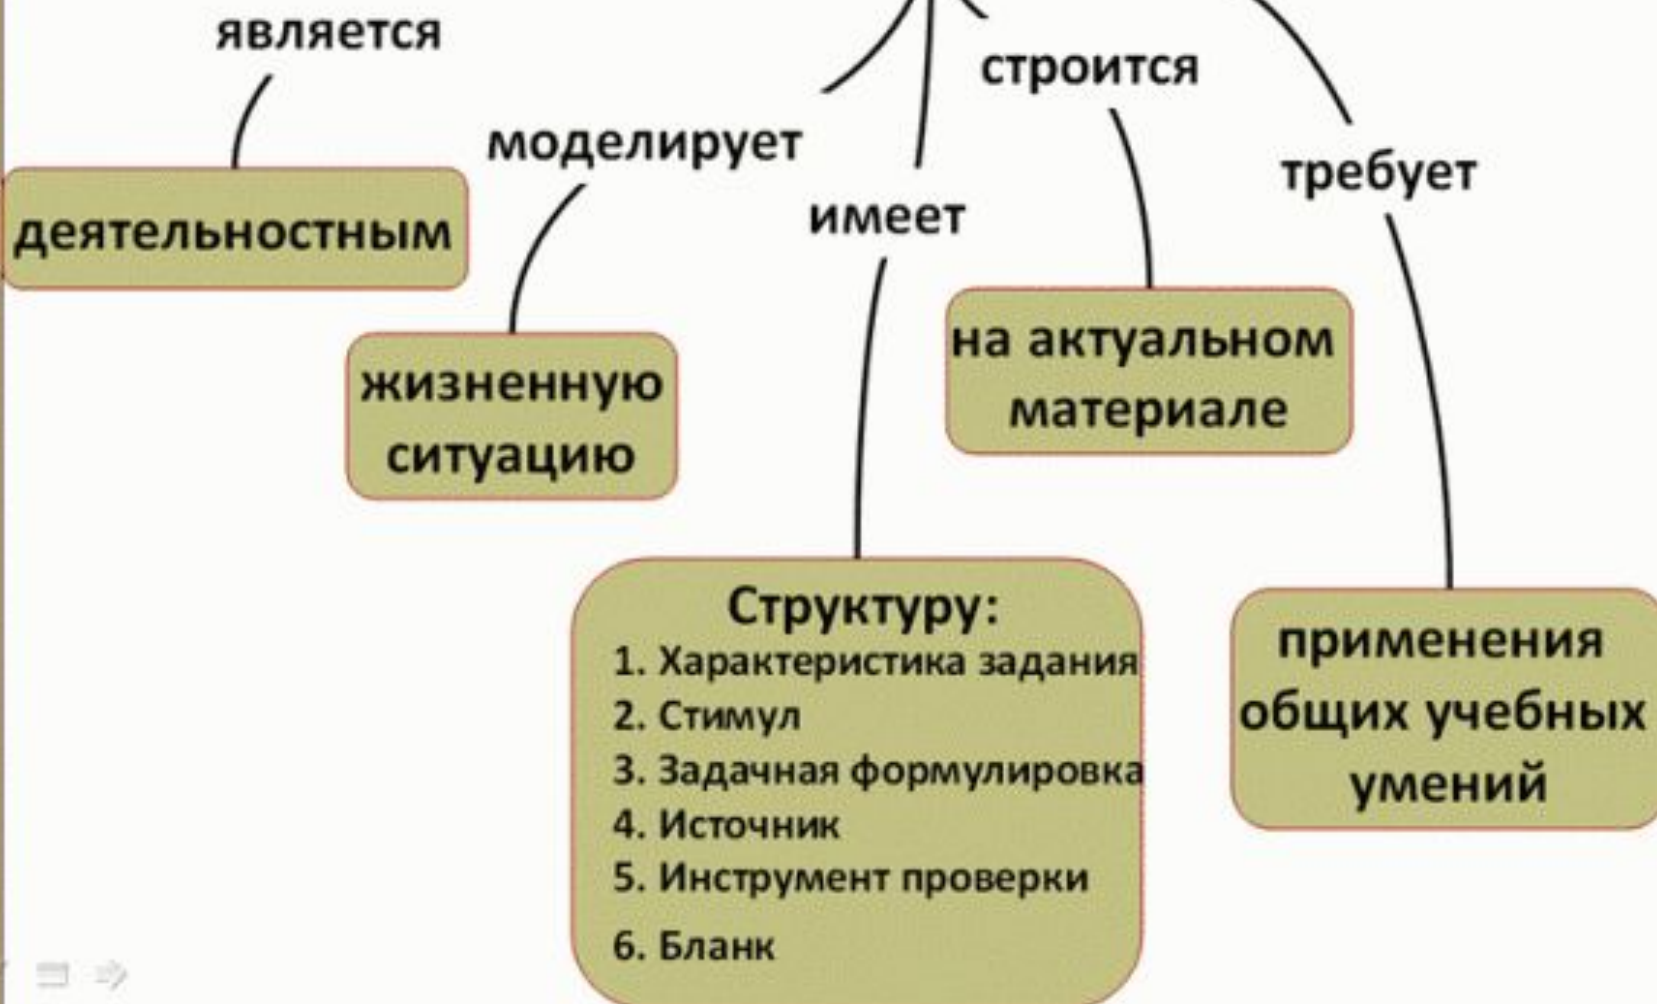 является
деятельностным
моделирует
жизненную
ситуацию
имеет
Структуру:
1. Характеристика задания
2. Стимул
3. Задачная формулировка
4. Источник
5. Инструмент проверки
6. Бланк
строится
на актуальном
материале
требует
применения
общих учебных
умений